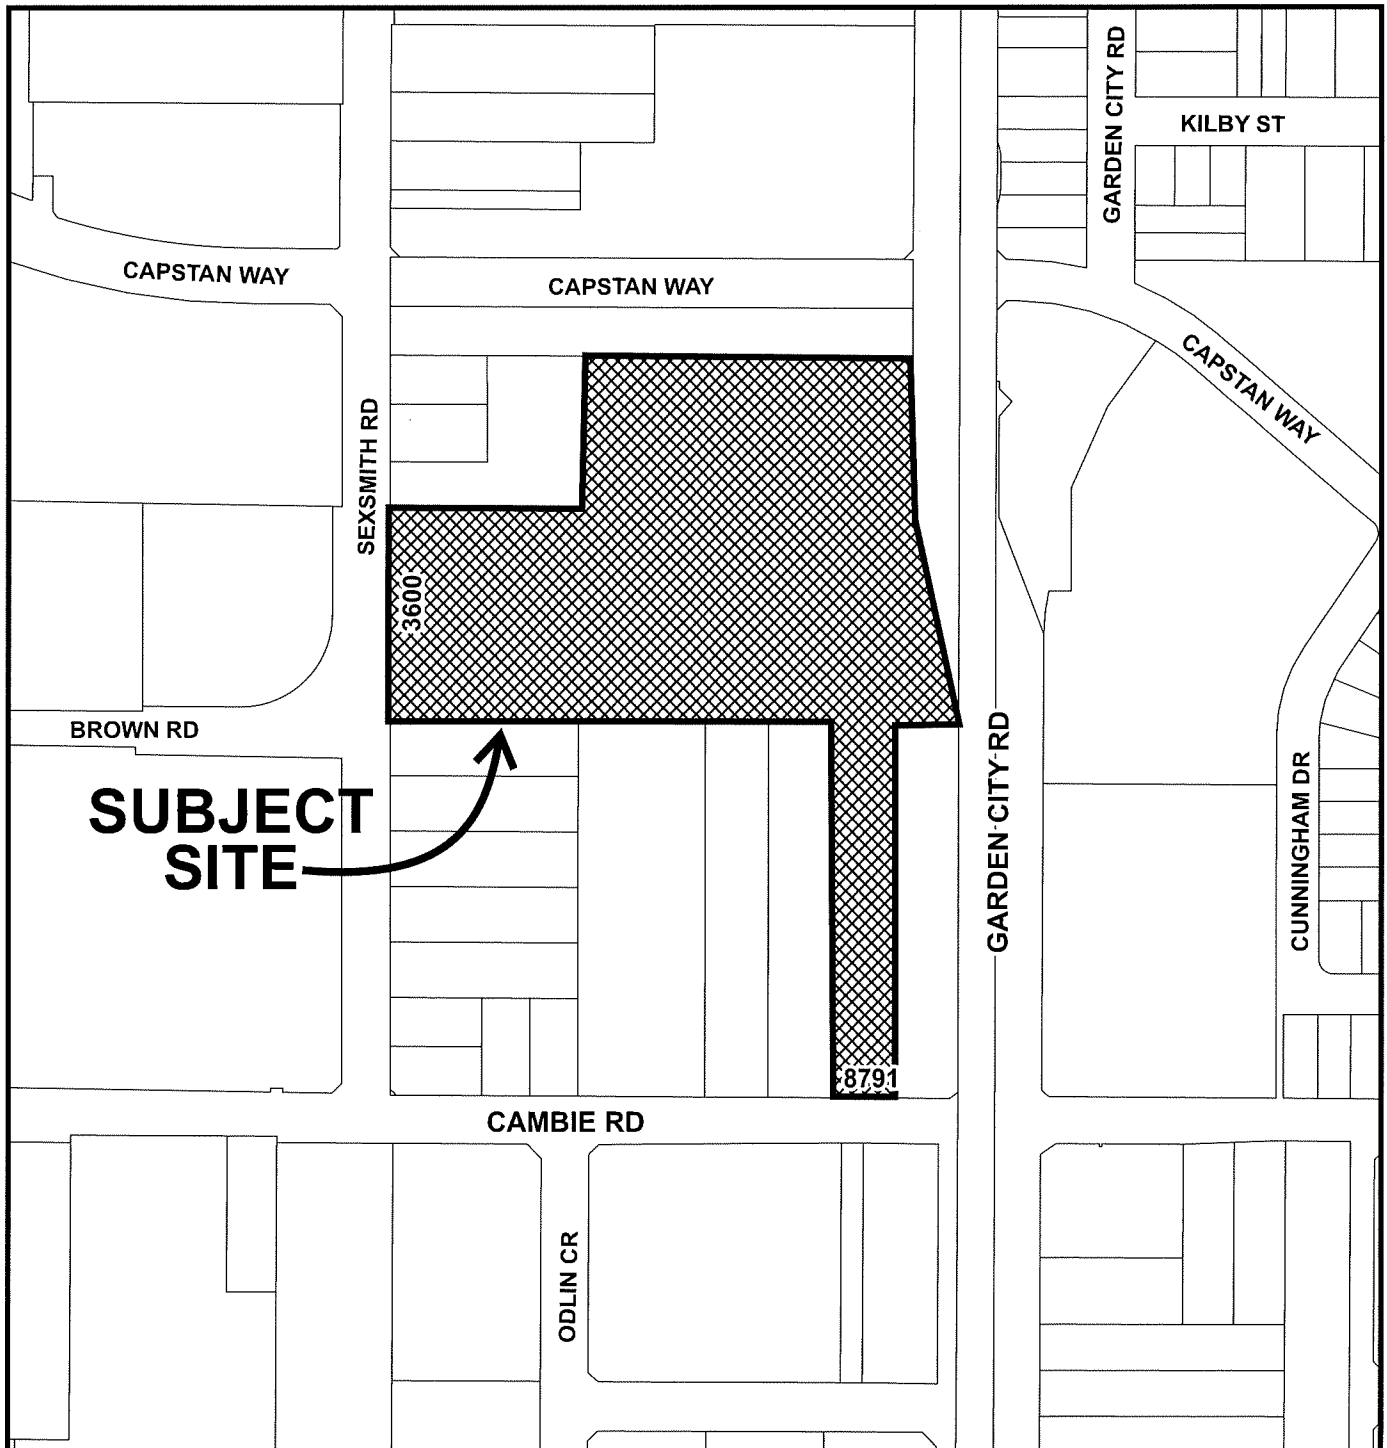 GARDEN CITY RD
KILBY ST
CAPSTAN WAY
CAPSTAN WAY
CAPSTAN WAY
SEXSMITH RD
3600
BROWN RD
SUBJECT
SITE
GARDEN CITY RD
CUNNINGHAM DR
8791
CAMBIE RD
ODLIN CR